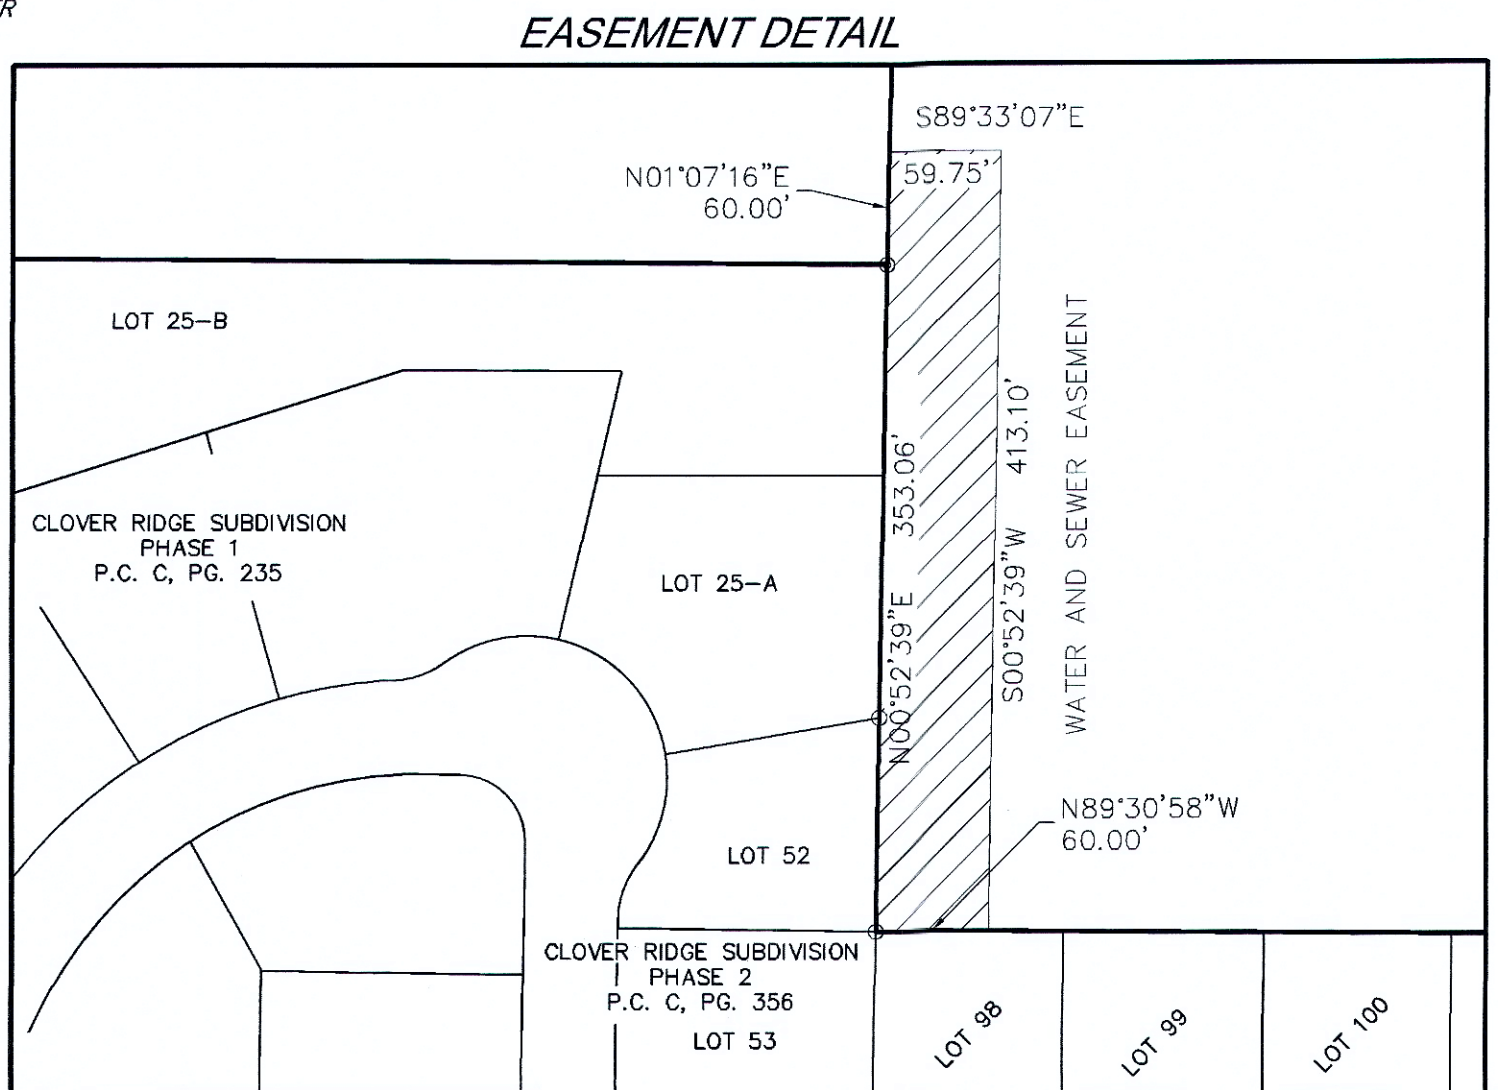 EASEMENT DETAIL
S89°33'07"E
59.75'
N01°07'16"E
60.00'
LOT 25-B
CLOVER RIDGE SUBDIVISION
PHASE 1
P.C. C, PG. 235
LOT 25-A
N00°52'39"E 353.06'
S00°52'39"W 413.10'
WATER AND SEWER EASEMENT
N89°30'58"W
60.00'
LOT 52
CLOVER RIDGE SUBDIVISION
PHASE 2
P.C. C, PG. 356
LOT 53
LOT 98
LOT 99
LOT 100